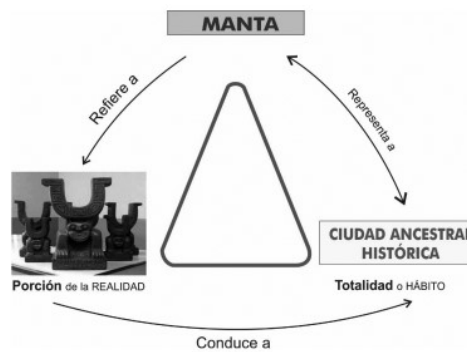 MANTA
Refiere a
Representa a
CIUDAD ANCESTRAL
HISTÓRICA
Porción de la REALIDAD
Totalidad o HÁBITO
Conduce a